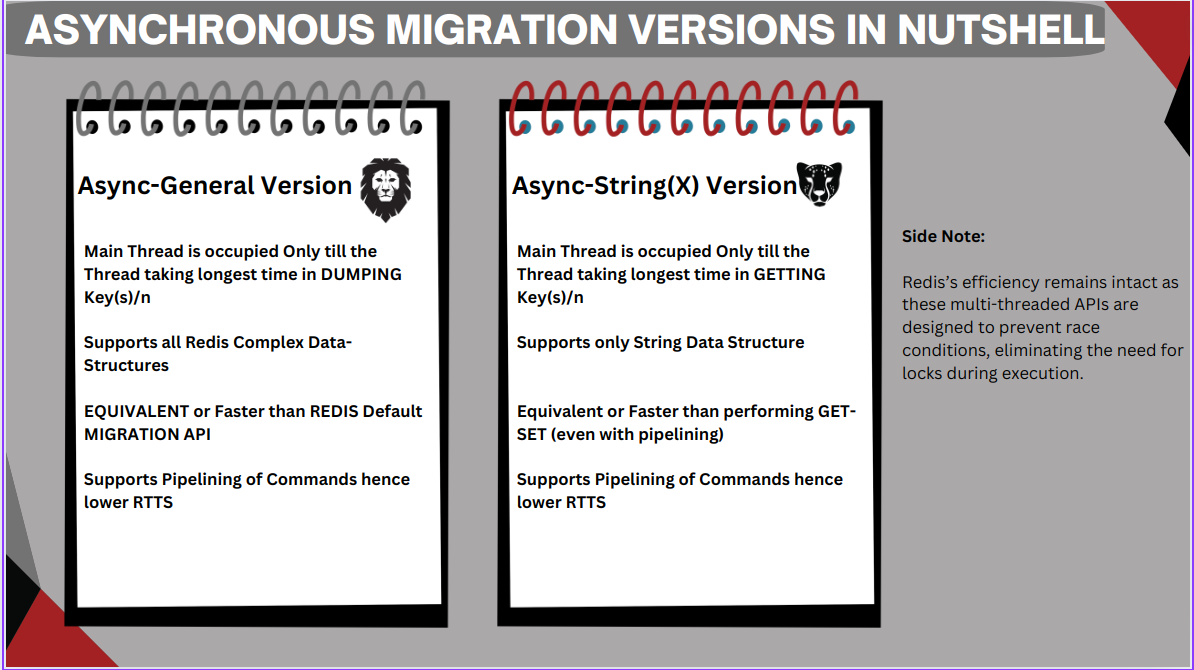 ASYNCHRONOUS MIGRATION VERSIONS IN NUTSHELL
Async-General Version
Main Thread is occupied Only till the
Thread taking longest time in DUMPING
Key(s)/n
Supports all Redis Complex Data-
Structures
EQUIVALENT or Faster than REDIS Default
MIGRATION API
Supports Pipelining of Commands hence
lower RTTS
Async-String(X) Version
Main Thread is occupied Only till the
Thread taking longest time in GETTING
Key(s)/n
Supports only String Data Structure
Equivalent or Faster than performing GET-
SET (even with pipelining)
Supports Pipelining of Commands hence
lower RTTS
Side Note:
Redis’s efficiency remains intact as
these multi-threaded APIs are
designed to prevent race
conditions, eliminating the need for
locks during execution.